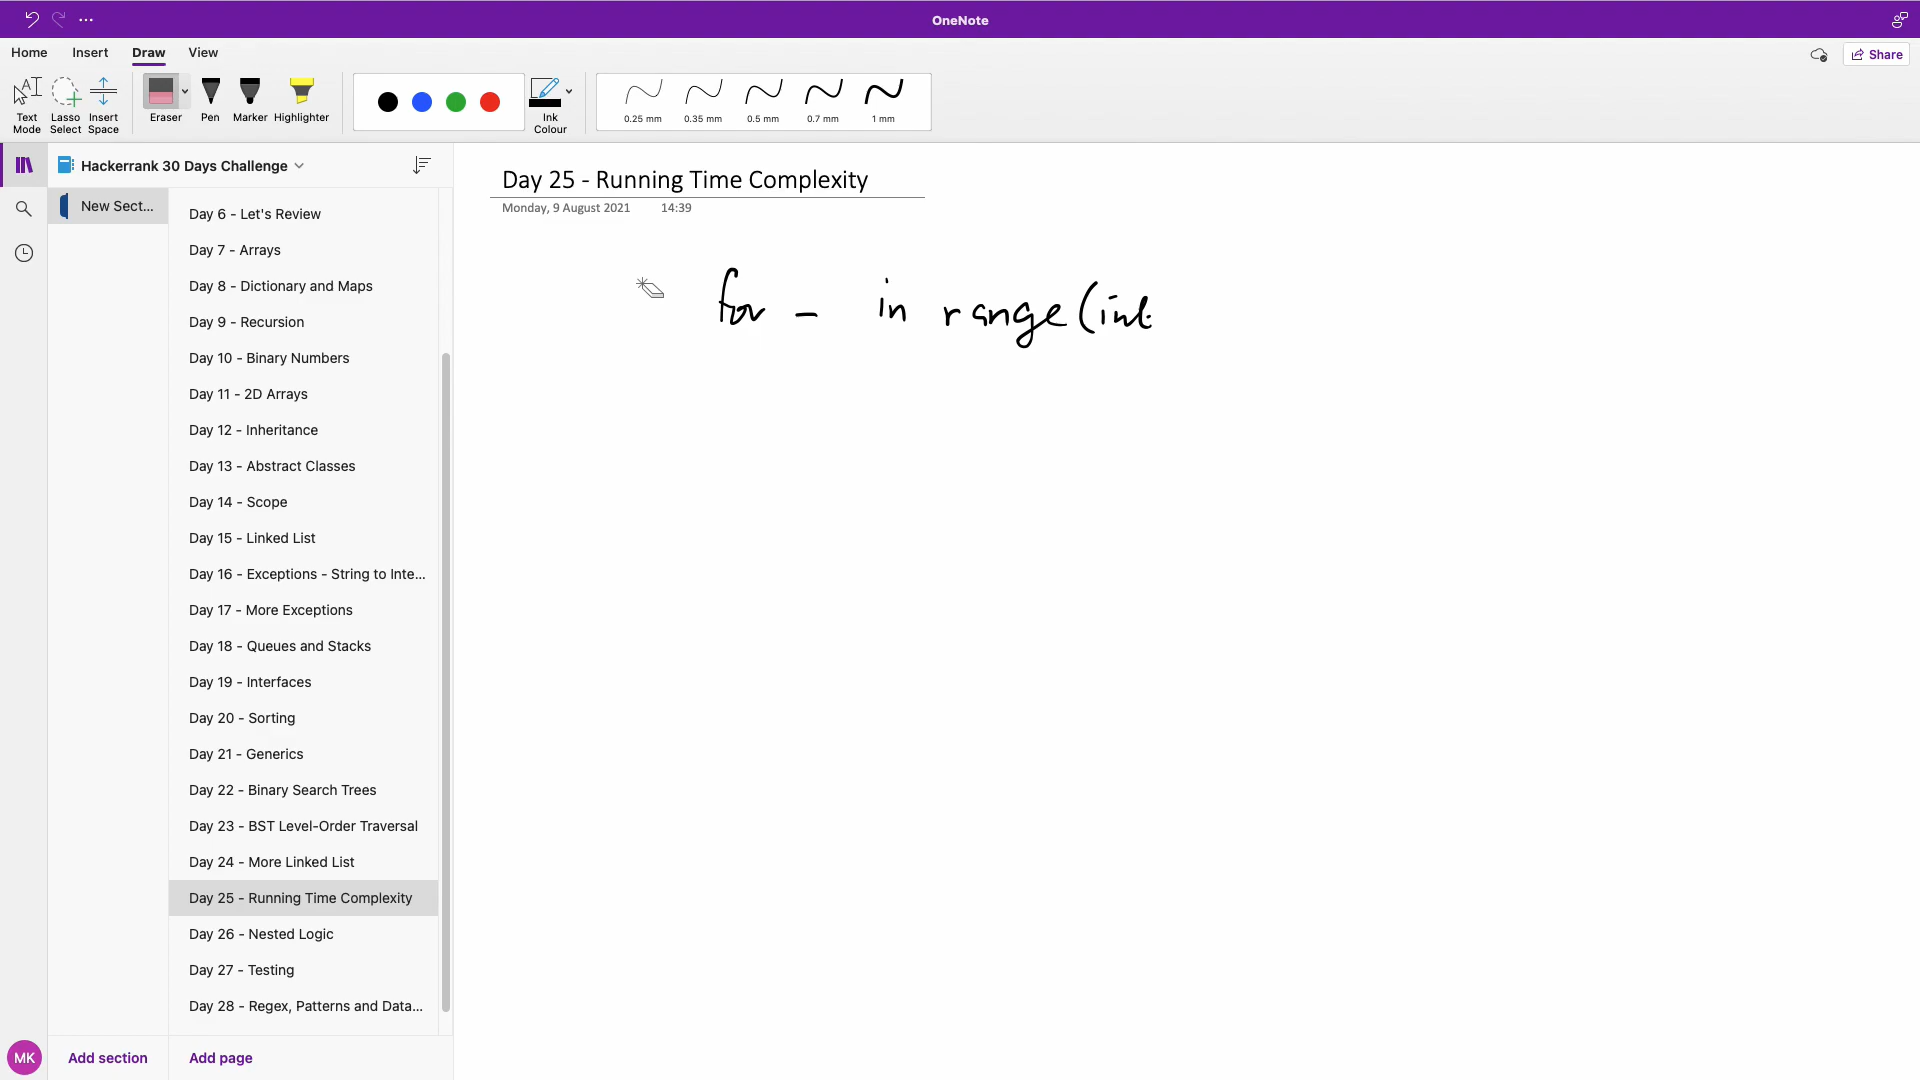 OneNote
Home Insert Draw View
Share
Text Mode
Lasso Select
Insert Space
Eraser
Pen
Marker
Highlighter
Ink Colour
0.25 mm
0.35 mm
0.5 mm
0.7 mm
1 mm
Hackerrank 30 Days Challenge
New Sect...
Day 6 - Let's Review
Day 7 - Arrays
Day 8 - Dictionary and Maps
Day 9 - Recursion
Day 10 - Binary Numbers
Day 11 - 2D Arrays
Day 12 - Inheritance
Day 13 - Abstract Classes
Day 14 - Scope
Day 15 - Linked List
Day 16 - Exceptions - String to Inte...
Day 17 - More Exceptions
Day 18 - Queues and Stacks
Day 19 - Interfaces
Day 20 - Sorting
Day 21 - Generics
Day 22 - Binary Search Trees
Day 23 - BST Level-Order Traversal
Day 24 - More Linked List
Day 25 - Running Time Complexity
Day 26 - Nested Logic
Day 27 - Testing
Day 28 - Regex, Patterns and Data...
MK
Add section
Add page
Day 25 - Running Time Complexity
Monday, 9 August 2021 14:39
for _ in range(int